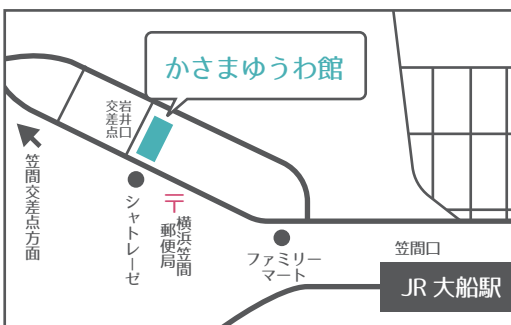 かさまゆうわ館
岩井口
交差点
笠間交差点方面
シャトレーゼ
横浜笠間
郵便局
ファミリー
マート
笠間口
JR 大船駅